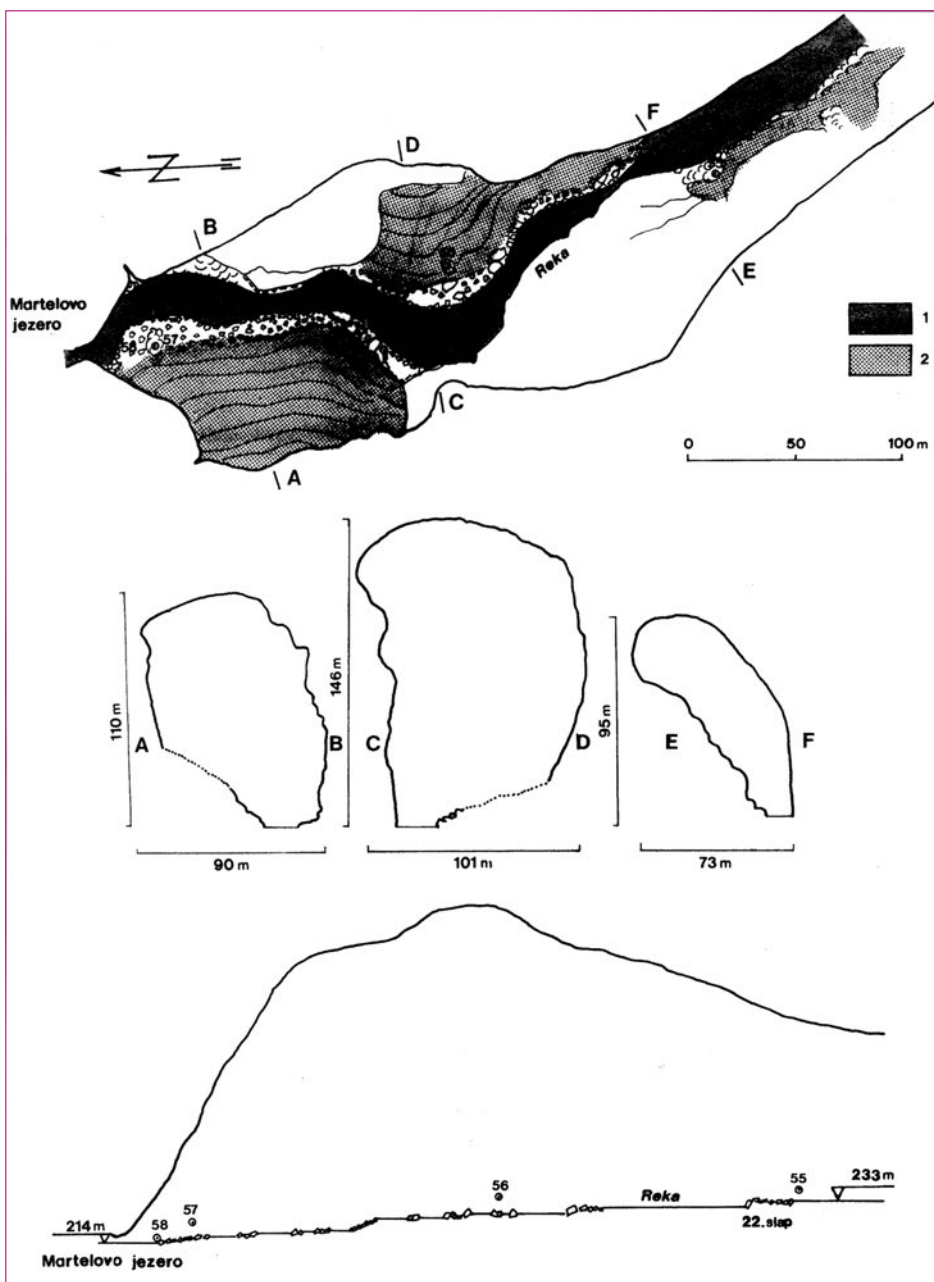 D
F
N
B
Reka
E
Martelovo
jezero
57
58
1
2
C
A
0 50 100 m
110 m
146 m
95 m
A
B
C
D
E
F
90 m
101 m
73 m
214 m
58
57
56
Reka
55
233 m
22. slap
Martelovo jezero